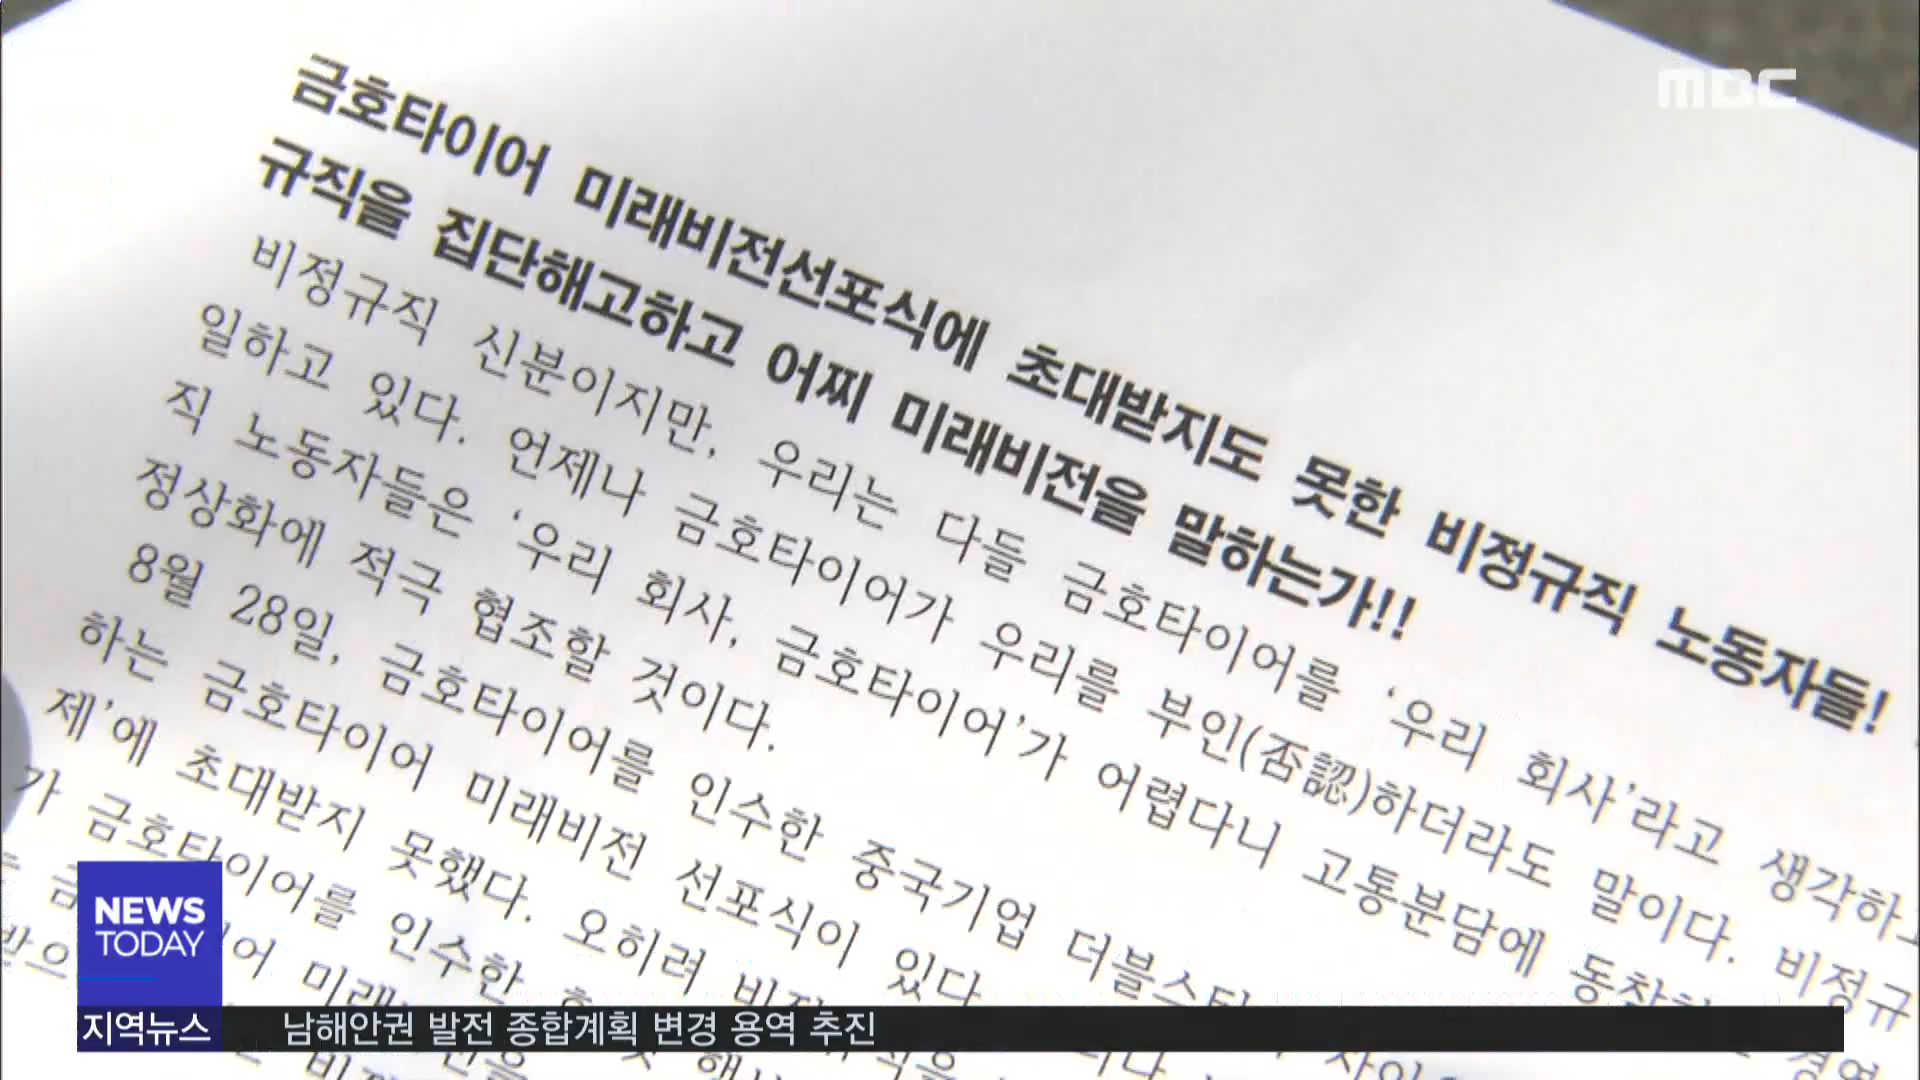 MBC
금호타이어 미래비전선포식에 초대받지도 못한 비정규직 노동자들!
규직을 집단해고하고 어찌 미래비전을 말하는가!!
비정규직 신분이지만, 우리는 다들 금호타이어를 '우리 회사'라고 생각하고
일하고 있다. 언제나 금호타이어가 우리를 부인(否認)하더라도 말이다. 비정규
직 노동자들은 '우리 회사, 금호타이어'가 어렵다니 고통분담에 동참하
정상화에 적극 협조할 것이다.
8월 28일, 금호타이어를 인수한 중국기업 더블스타
하는 금호타이어 미래비전 선포식이 있다
제'에 초대받지 못했다. 오히려
가 금호타이어를 인수한
NEWS
TODAY
지역뉴스 남해안권 발전 종합계획 변경 용역 추진